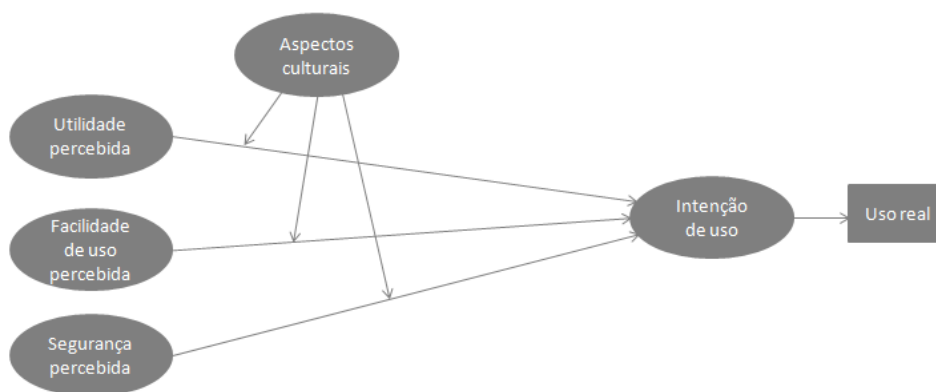 Aspectos
culturais
Utilidade
percebida
Facilidade
de uso
percebida
Segurança
percebida
Intenção
de uso
Uso real